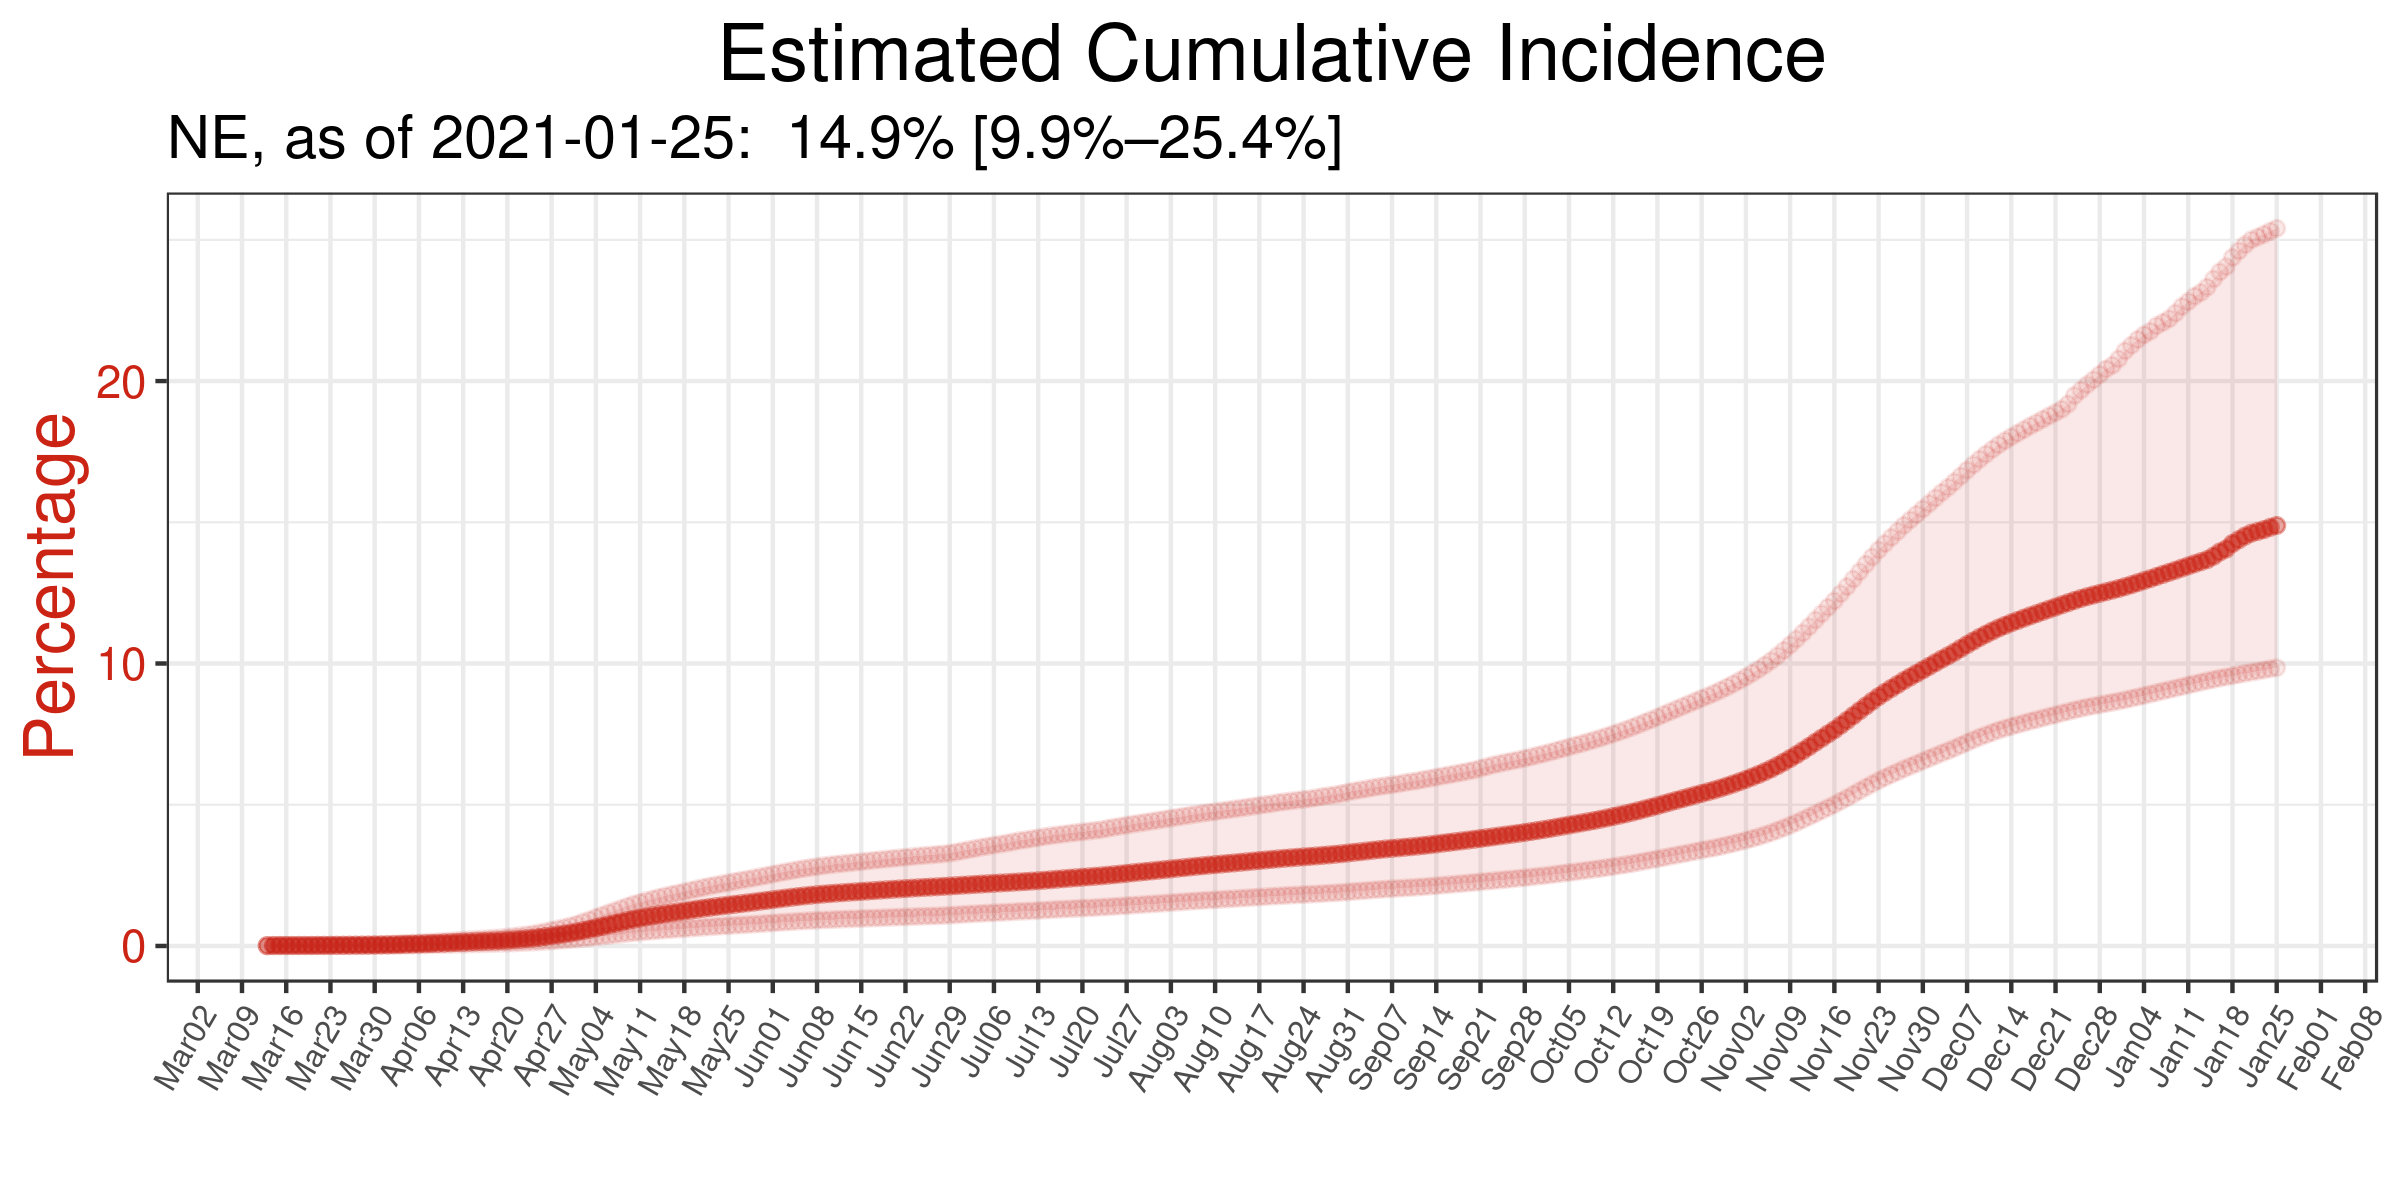 Estimated Cumulative Incidence
NE, as of 2021-01-25:  14.9% [9.9%–25.4%]
Percentage
20
10
0
Mar02
Mar09
Mar16
Mar23
Mar30
Apr06
Apr13
Apr20
Apr27
May04
May11
May18
May25
Jun01
Jun08
Jun15
Jun22
Jun29
Jul06
Jul13
Jul20
Jul27
Aug03
Aug10
Aug17
Aug24
Aug31
Sep07
Sep14
Sep21
Sep28
Oct05
Oct12
Oct19
Oct26
Nov02
Nov09
Nov16
Nov23
Nov30
Dec07
Dec14
Dec21
Dec28
Jan04
Jan11
Jan18
Jan25
Feb01
Feb08